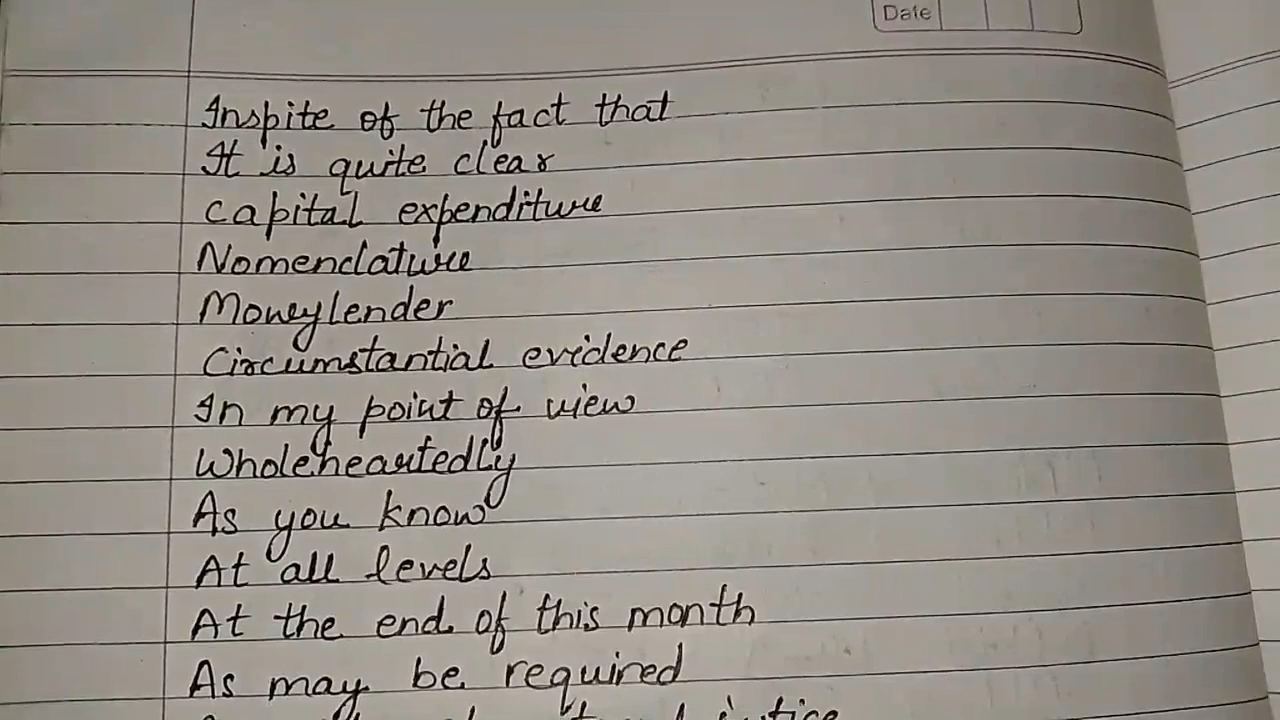 Date
Inspite of the fact that
It is quite clear
Capital expenditure
Nomenclature
Moneylender
Circumstantial evidence
In my point of view
Wholeheartedly
As you know
At all levels
At the end of this month
As may be required